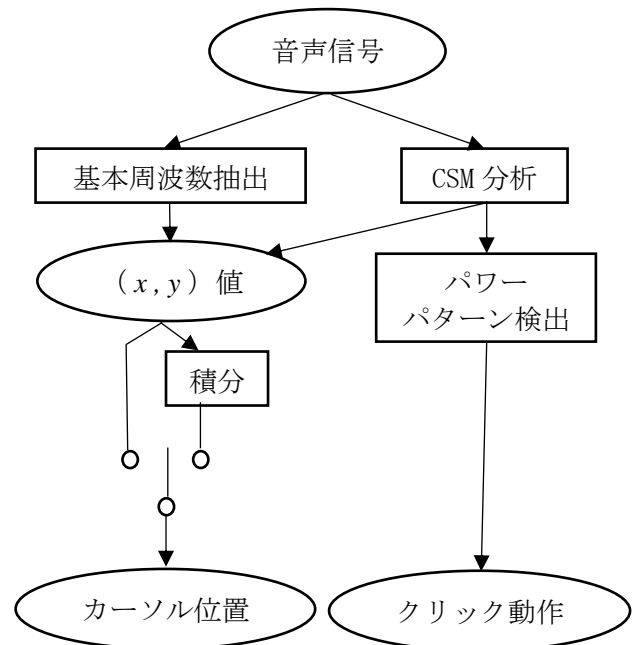 音声信号
基本周波数抽出
CSM 分析
（x , y）値
パワー
パターン検出
積分
カーソル位置
クリック動作